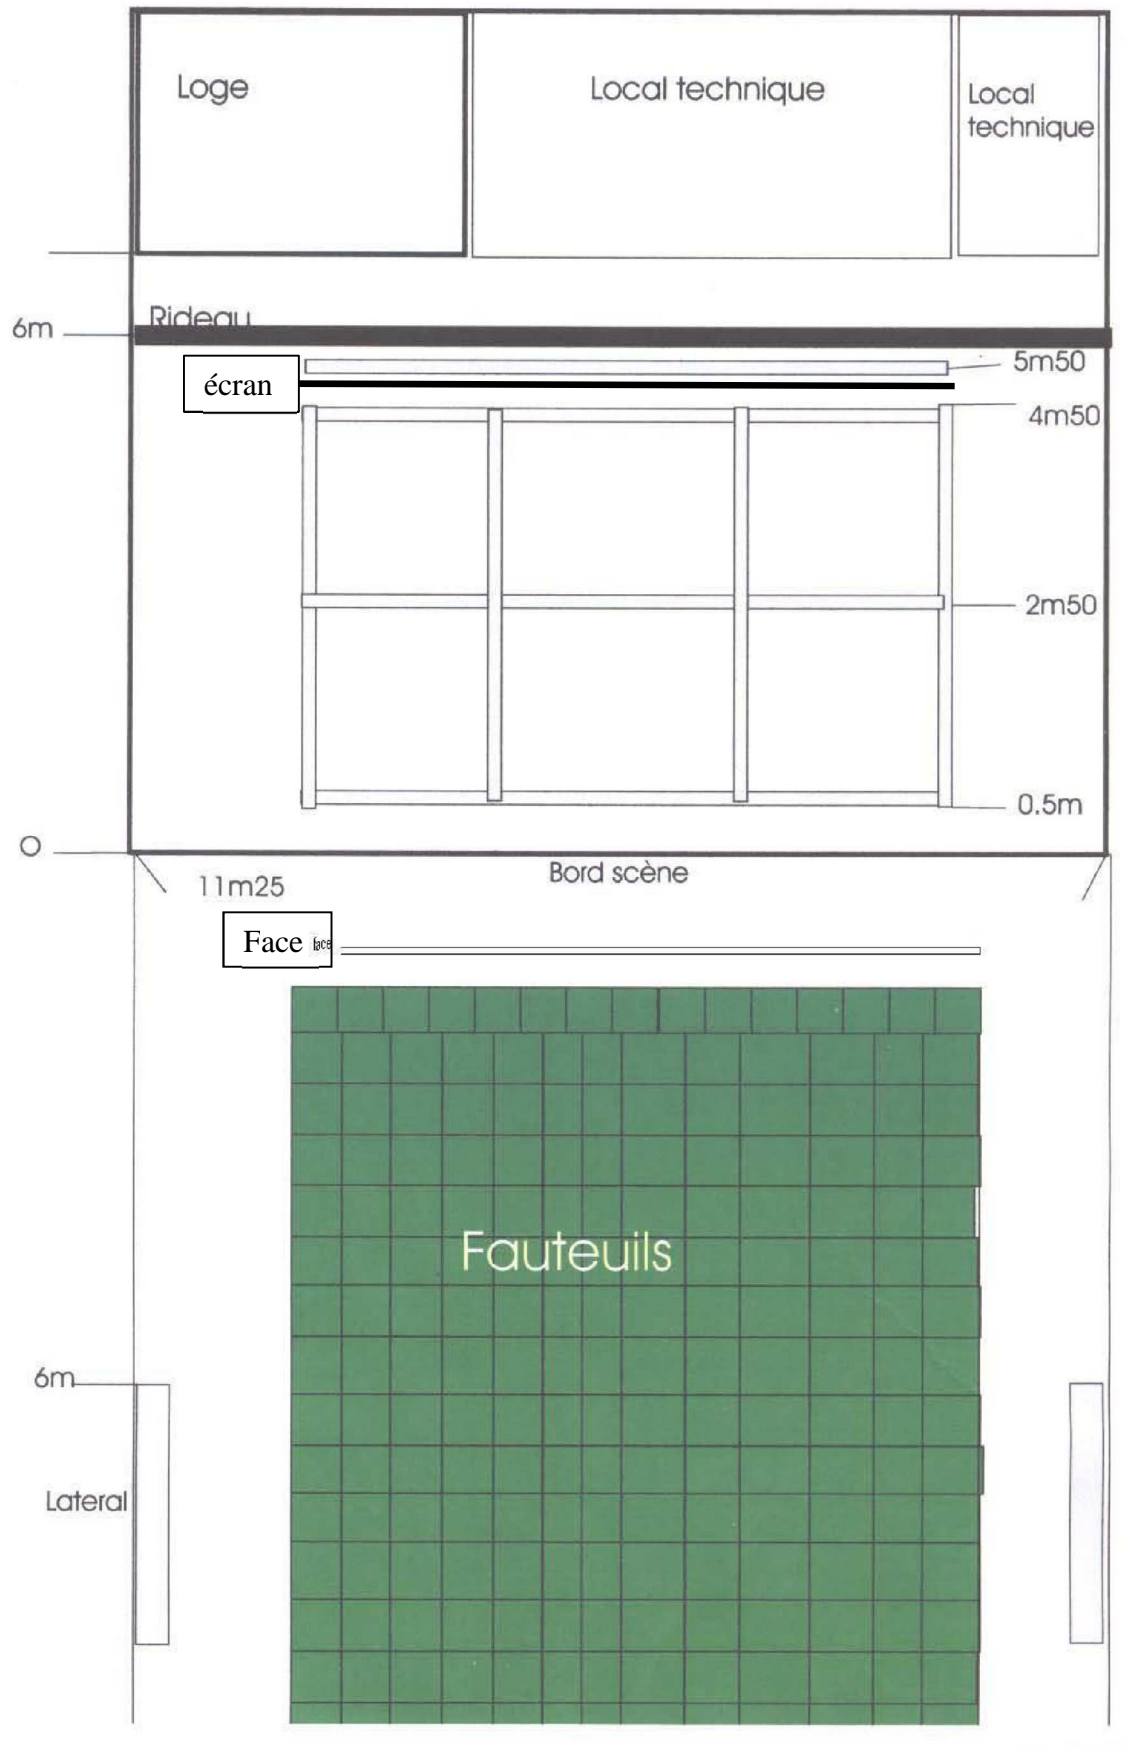 Loge
Local technique
Local
technique
Rideau
6m
5m50
écran
4m50
2m50
0.5m
O
Bord scène
11m25
Face face
Fauteuils
6m
Lateral